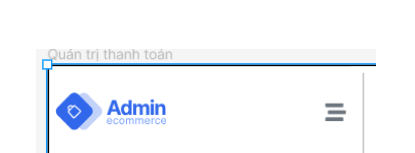 Quản trị thanh toán
Admin
ecommerce